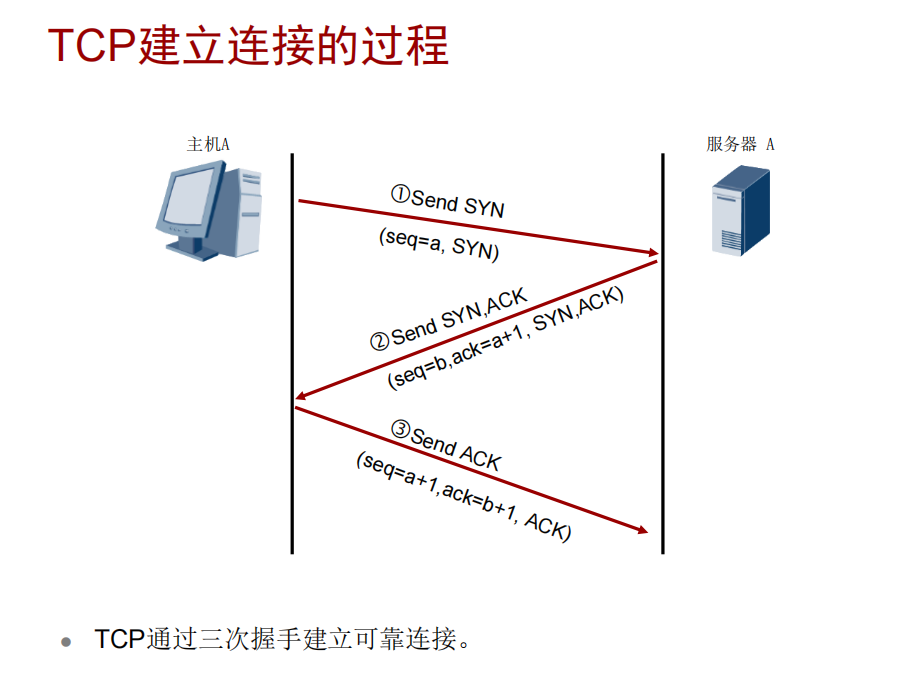 TCP建立连接的过程
主机A
服务器 A
①Send SYN
(seq=a, SYN)
②Send SYN,ACK
(seq=b,ack=a+1, SYN,ACK)
③Send ACK
(seq=a+1,ack=b+1, ACK)
TCP通过三次握手建立可靠连接。